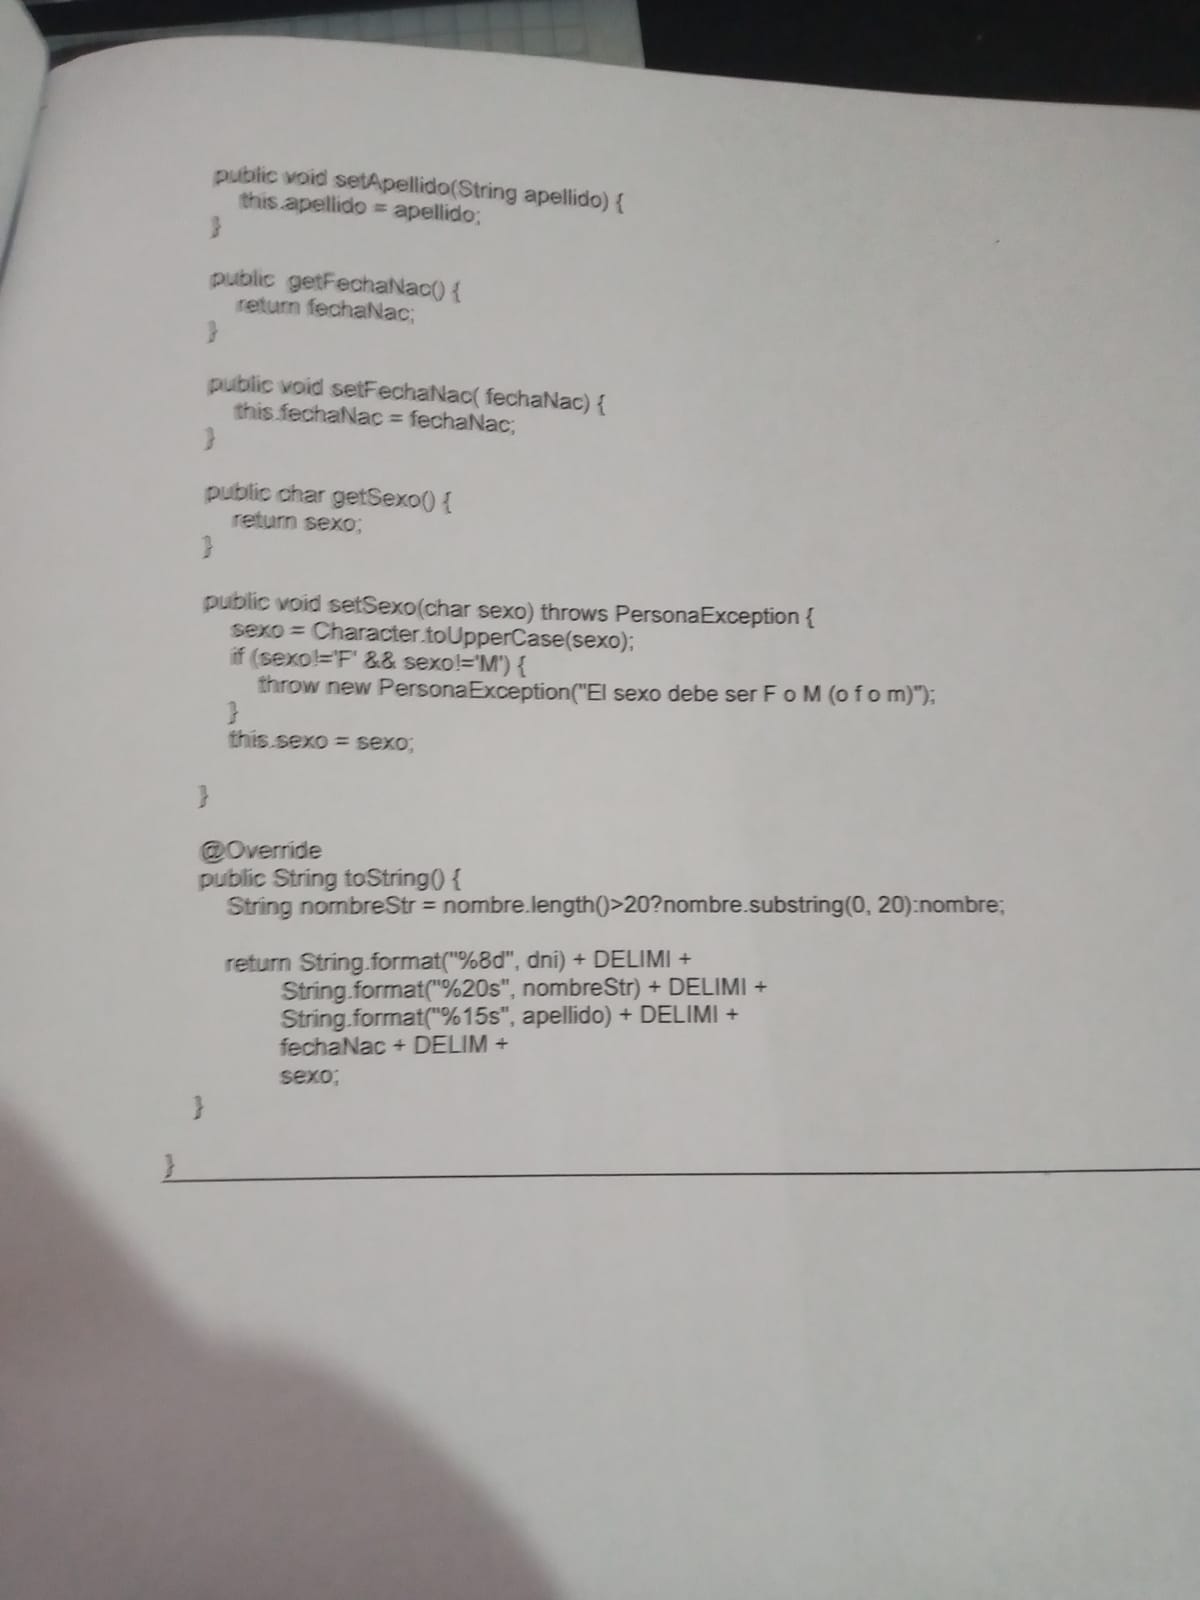 public void setApellido(String apellido) {
this.apellido = apellido;
}
public getFechaNac() {
return fechaNac;
}
public void setFechaNac( fechaNac) {
this.fechaNac = fechaNac;
}
public char getSexo() {
return sexo;
}
public void setSexo(char sexo) throws PersonaException {
sexo = Character.toUpperCase(sexo);
if (sexo!='F' && sexo!='M') {
throw new PersonaException("El sexo debe ser F o M (o f o m)");
}
this.sexo = sexo;
}
@Override
public String toString() {
String nombreStr = nombre.length()>20?nombre.substring(0, 20):nombre;
return String.format("%8d", dni) + DELIMI +
String.format("%20s", nombreStr) + DELIMI +
String.format("%15s", apellido) + DELIMI +
fechaNac + DELIM +
sexo;
}
}